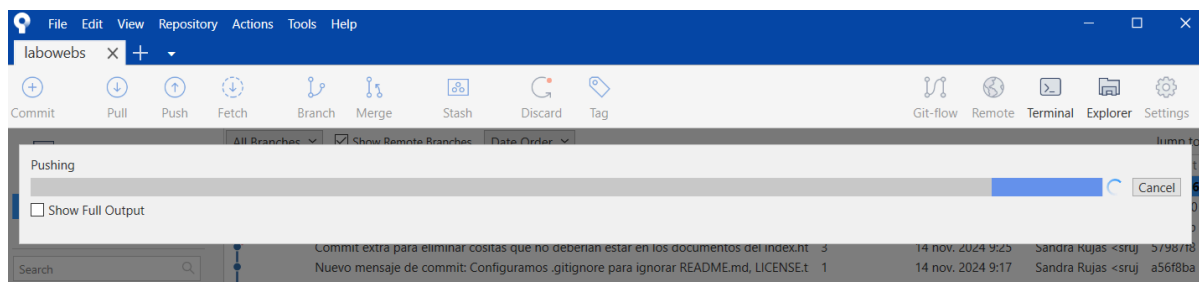 File Edit View Repository Actions Tools Help
labowebs
Commit Pull Push Fetch Branch Merge Stash Discard Tag Git-flow Remote Terminal Explorer Settings
All Branches Show Remote Branches Date Order Jump to
Pushing
Cancel
Show Full Output
Commit extra para eliminar cositas que no deberían estar en los documentos del index.ht 3 14 nov. 2024 9:25 Sandra Rujas <sruj 57987f8
Search Nuevo mensaje de commit: Configuramos .gitignore para ignorar README.md, LICENSE.t 1 14 nov. 2024 9:17 Sandra Rujas <sruj a56f8ba